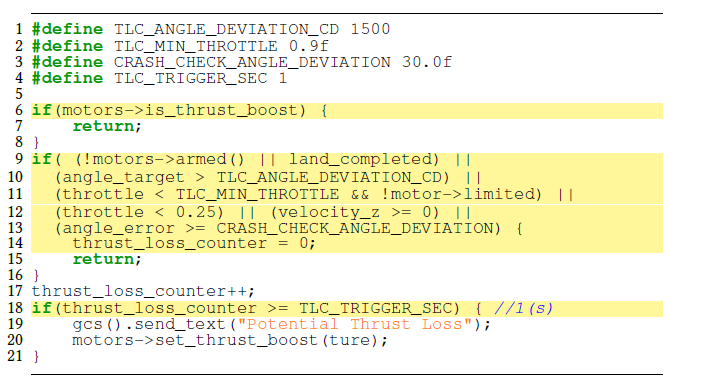 1 #define TLC_ANGLE_DEVIATION_CD 1500
2 #define TLC_MIN_THROTTLE 0.9f
3 #define CRASH_CHECK_ANGLE_DEVIATION 30.0f
4 #define TLC_TRIGGER_SEC 1
5
6 if(motors->is_thrust_boost) {
7     return;
8 }
9 if( (!motors->armed() || land_completed) ||
10   (angle_target > TLC_ANGLE_DEVIATION_CD) ||
11   (throttle < TLC_MIN_THROTTLE && !motor->limited) ||
12   (throttle < 0.25) || (velocity_z >= 0) ||
13   (angle_error >= CRASH_CHECK_ANGLE_DEVIATION) {
14     thrust_loss_counter = 0;
15     return;
16 }
17 thrust_loss_counter++;
18 if(thrust_loss_counter >= TLC_TRIGGER_SEC) { //1(s)
19     gcs().send_text("Potential Thrust Loss");
20     motors->set_thrust_boost(ture);
21 }